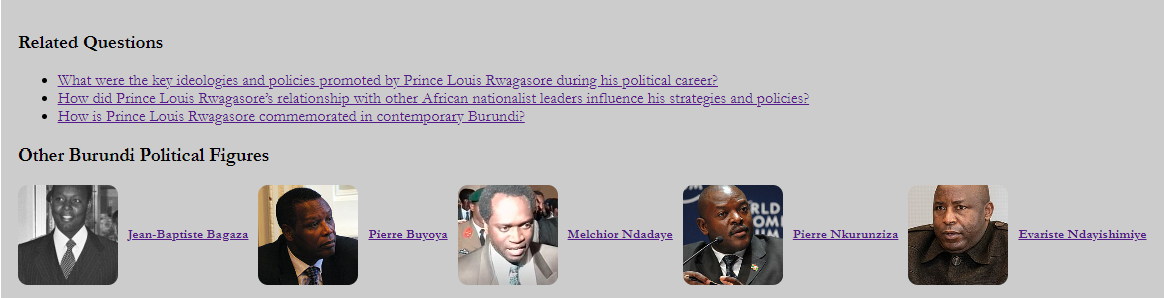 Related Questions
What were the key ideologies and policies promoted by Prince Louis Rwagasore during his political career?
How did Prince Louis Rwagasore's relationship with other African nationalist leaders influence his strategies and policies?
How is Prince Louis Rwagasore commemorated in contemporary Burundi?
Other Burundi Political Figures
Jean-Baptiste Bagaza
Pierre Buyoya
Melchior Ndadaye
Pierre Nkurunziza
Evariste Ndayishimiye